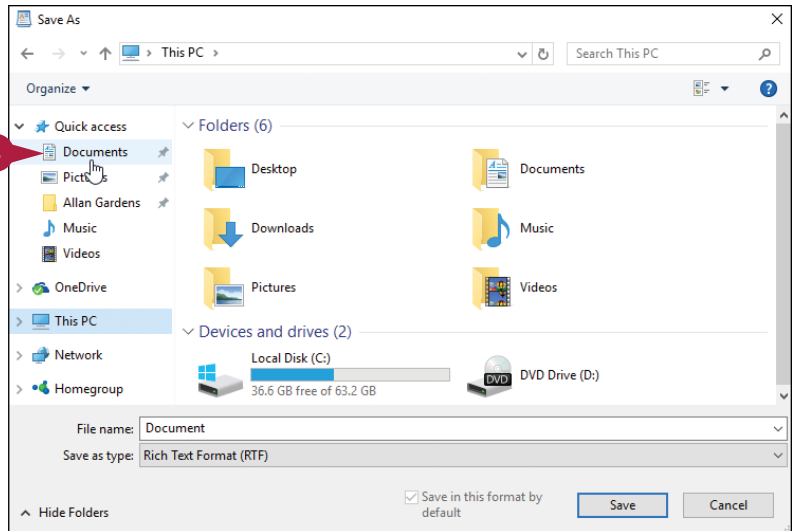 Save As
This PC
Search This PC
Organize
Quick access
Documents
Allan Gardens
Music
Videos
OneDrive
This PC
Network
Homegroup
Folders (6)
Desktop
Documents
Downloads
Music
Pictures
Videos
Devices and drives (2)
Local Disk (C:)
36.6 GB free of 63.2 GB
DVD
DVD Drive (D:)
File name: Document
Save as type: Rich Text Format (RTF)
Hide Folders
Save in this format by
default
Save
Cancel